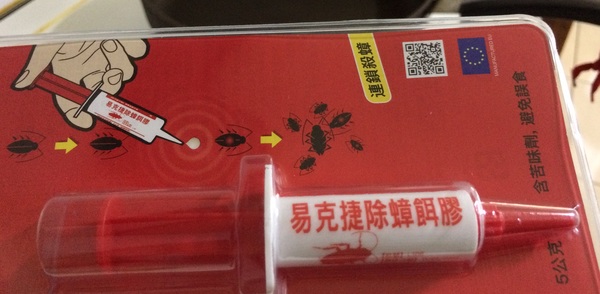 連鎖殺蟑
易克捷除蟑餌膠
易克捷除蟑餌膠
含苦味劑，避免誤食
5公克